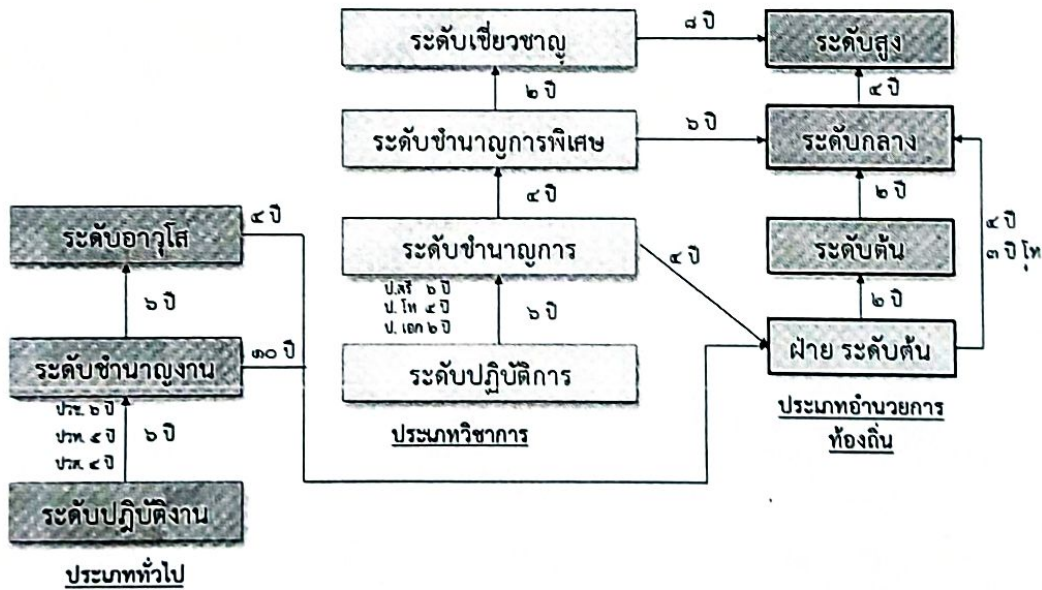 ระดับเชี่ยวชาญ
๘ ปี
ระดับสูง
๒ ปี
๔ ปี
ระดับชำนาญการพิเศษ
๖ ปี
ระดับกลาง
๔ ปี
๒ ปี
ระดับอาวุโส
๔ ปี
ระดับชำนาญการ
๔ ปี
ระดับต้น
๔ ปี
๓ ปี โท
๖ ปี
ป.ตรี ๖ ปี
ป. โท ๔ ปี
ป. เอก ๒ ปี
๖ ปี
๒ ปี
ระดับชำนาญงาน
๑๐ ปี
ระดับปฏิบัติการ
ฝ่าย ระดับต้น
ปวช. ๖ ปี
ปวท. ๕ ปี
ปวส. ๔ ปี
๖ ปี
ประเภทวิชาการ
ประเภทอำนวยการ
ท้องถิ่น
ระดับปฏิบัติงาน
ประเภททั่วไป